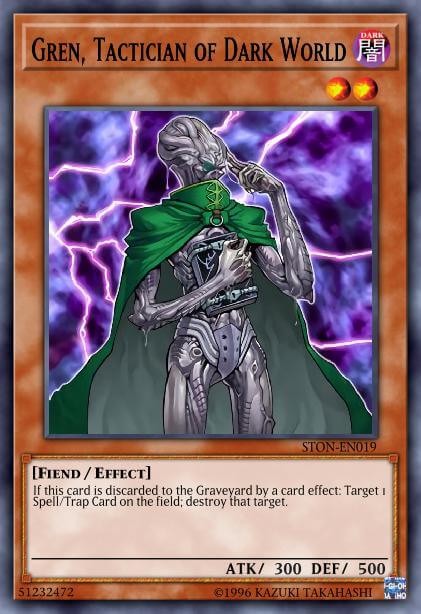 Gren, Tactician of Dark World
DARK
闇
STON-EN019
[Fiend / Effect]
If this card is discarded to the Graveyard by a card effect: Target 1
Spell/Trap Card on the field; destroy that target.
ATK/ 300 DEF/ 500
51232472
©1996 KAZUKI TAKAHASHI